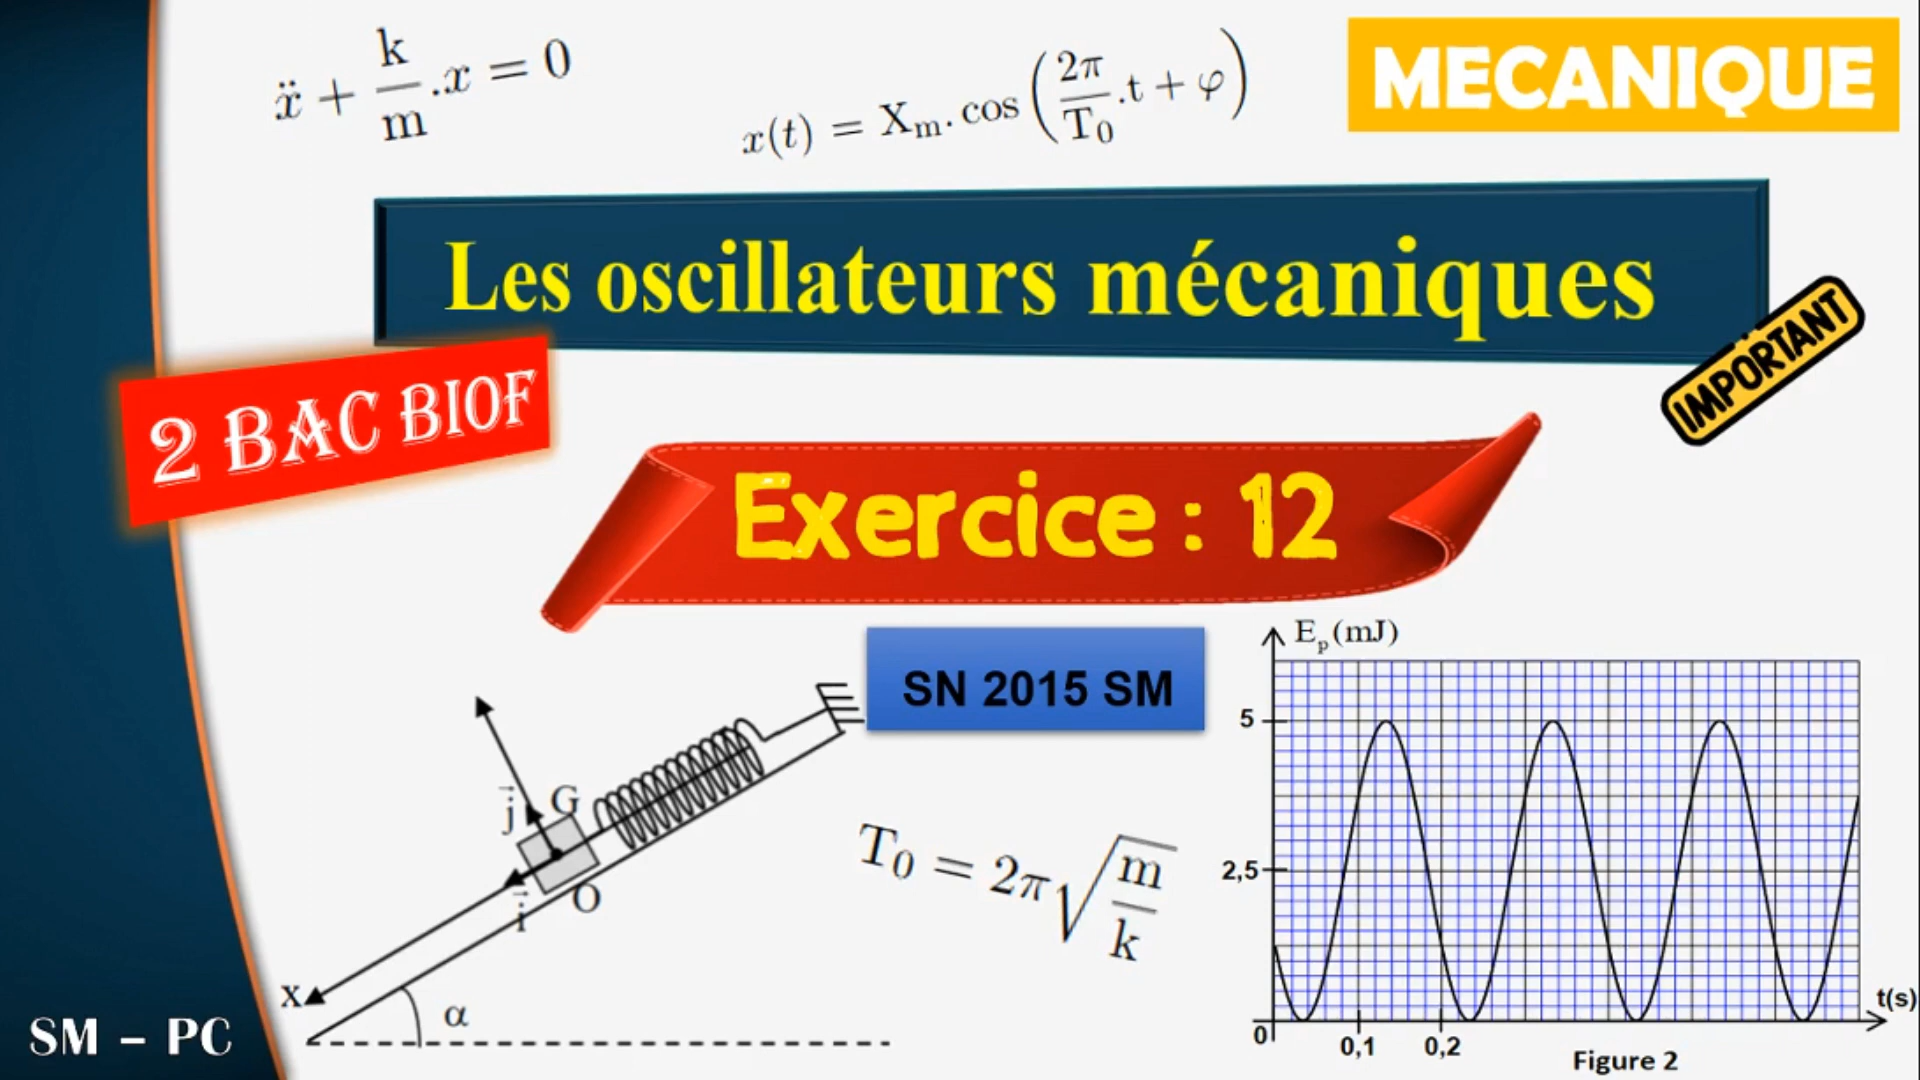 ẍ + k/m .x = 0
x(t) = Xₘ. cos (2π/T₀ .t + φ)
MECANIQUE
Les oscillateurs mécaniques
IMPORTANT
2 BAC BIOF
Exercice : 12
SN 2015 SM
Eₚ(mJ)
5
2,5
0
0,1
0,2
t(s)
Figure 2
j
G
i
O
x
α
T₀ = 2π√(m/k)
SM – PC